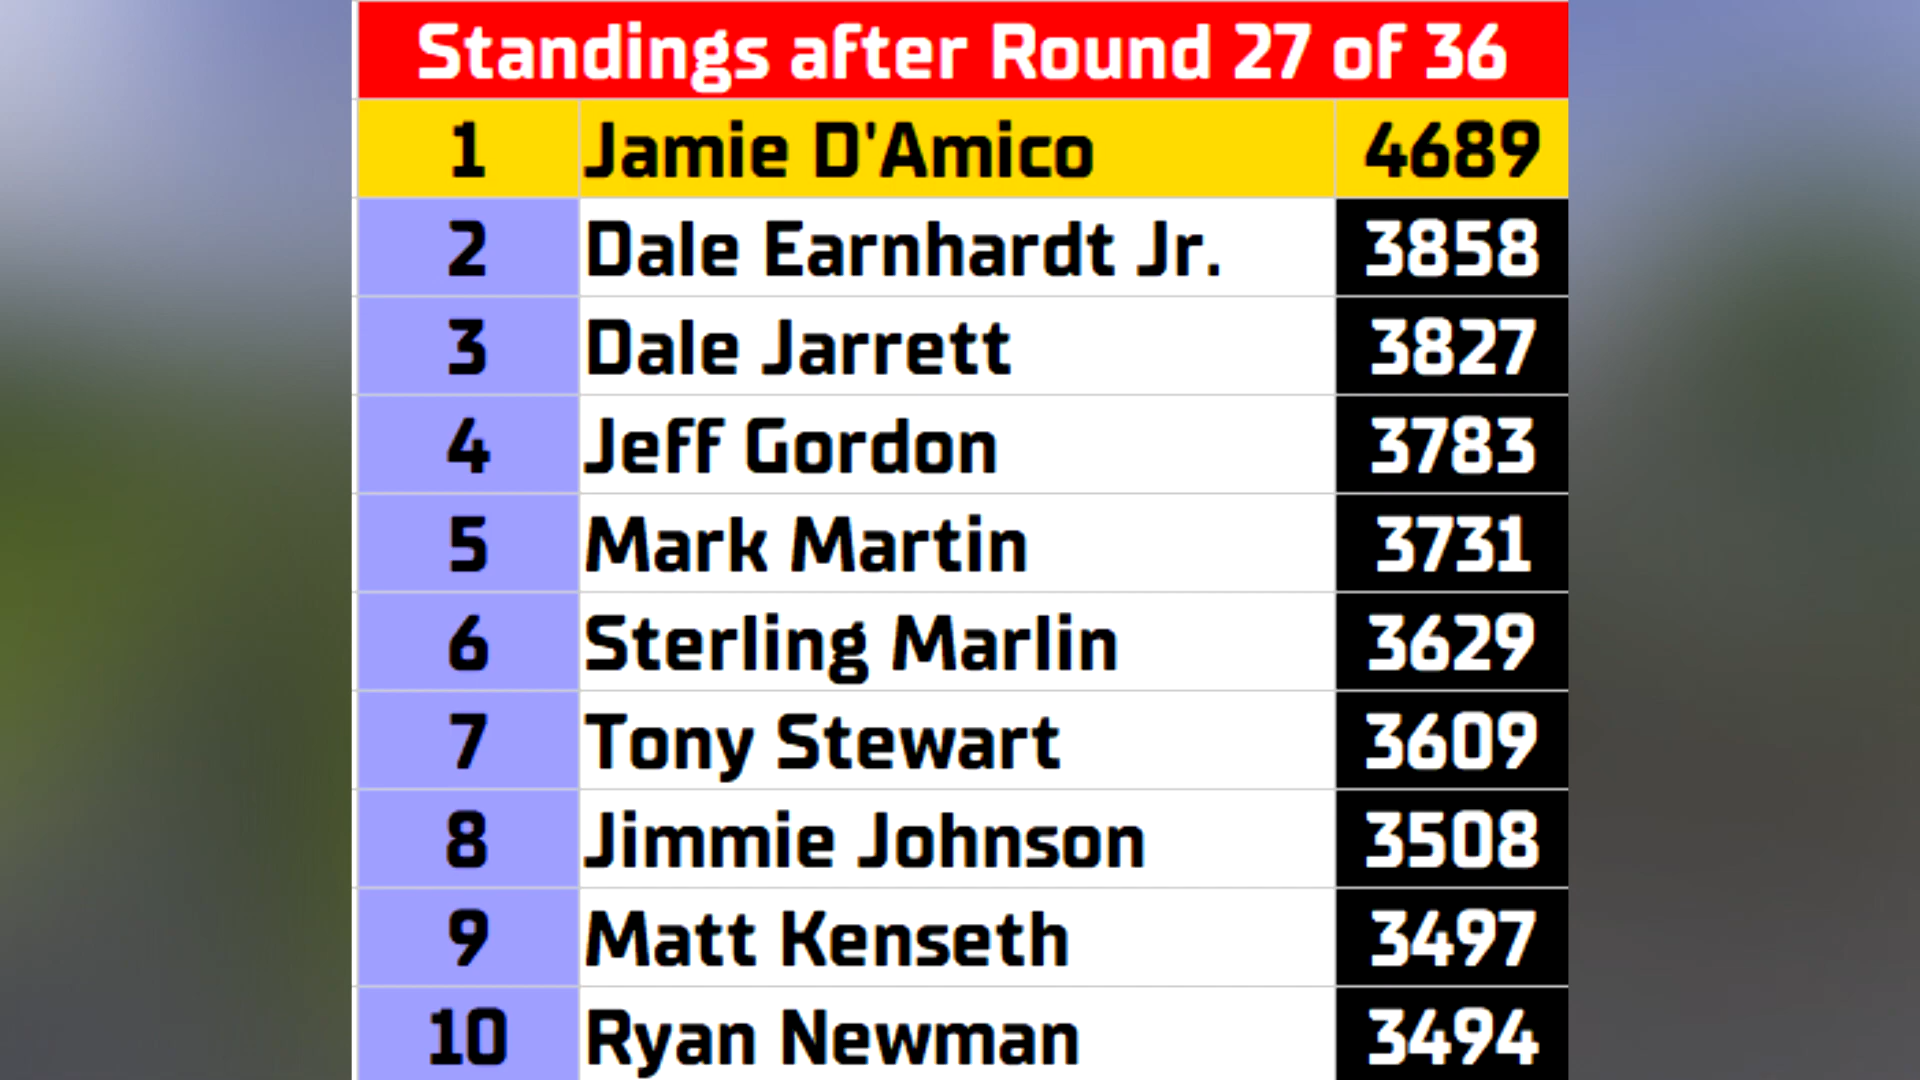 Standings after Round 27 of 36
1 Jamie D'Amico 4689
2 Dale Earnhardt Jr. 3858
3 Dale Jarrett 3827
4 Jeff Gordon 3783
5 Mark Martin 3731
6 Sterling Marlin 3629
7 Tony Stewart 3609
8 Jimmie Johnson 3508
9 Matt Kenseth 3497
10 Ryan Newman 3494